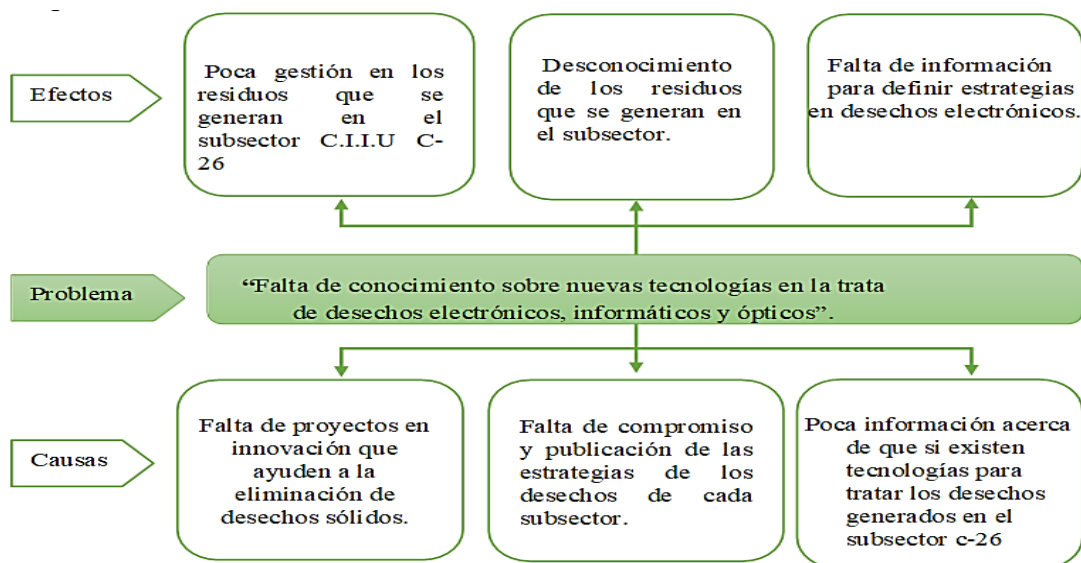 Efectos
Poca gestión en los
residuos que se
generan en el
subsector C.I.I.U C-
26
Desconocimiento
de los residuos
que se generan en
el subsector.
Falta de información
para definir estrategias
en desechos electrónicos.
Problema
“Falta de conocimiento sobre nuevas tecnologías en la trata
de desechos electrónicos, informáticos y ópticos”.
Causas
Falta de proyectos en
innovación que
ayuden a la
eliminación de
desechos sólidos.
Falta de compromiso
y publicación de las
estrategias de los
desechos de cada
subsector.
Poca información acerca
de que si existen
tecnologías para
tratar los desechos
generados en el
subsector c-26